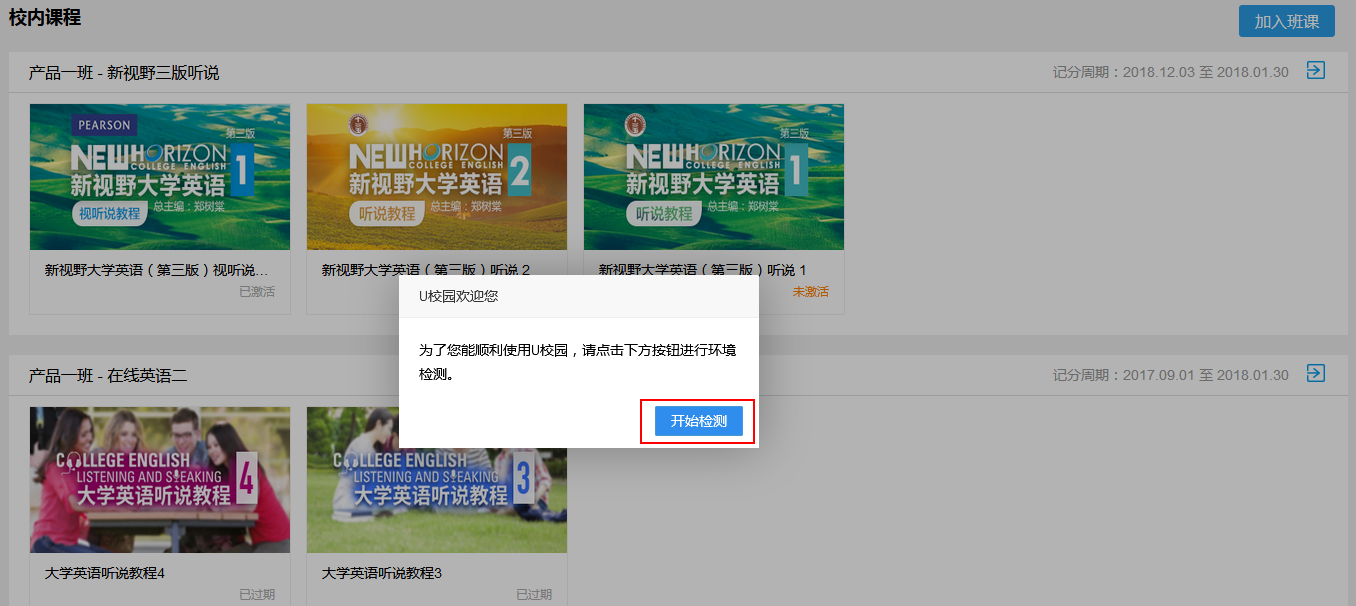 校内课程
加入班课
产品一班 - 新视野三版听说
记分周期：2018.12.03 至 2018.01.30
PEARSON
第三版
NEW HORIZON
COLLEGE ENGLISH
1
新视野大学英语
视听说教程
总主编：郑树棠
第三版
NEW HORIZON
COLLEGE ENGLISH
2
新视野大学英语
听说教程
总主编：郑树棠
第三版
NEW HORIZON
COLLEGE ENGLISH
1
新视野大学英语
听说教程
总主编：郑树棠
新视野大学英语（第三版）视听说…
已激活
新视野大学英语（第三版）听说 2
新视野大学英语（第三版）听说 1
未激活
U校园欢迎您
为了您能顺利使用U校园，请点击下方按钮进行环境
检测。
开始检测
产品一班 - 在线英语二
记分周期：2017.09.01 至 2018.01.30
COLLEGE ENGLISH
LISTENING AND SPEAKING
大学英语听说教程
4
COLLEGE ENGLISH
LISTENING AND SPEAKING
大学英语听说教程
3
大学英语听说教程4
已过期
大学英语听说教程3
已过期